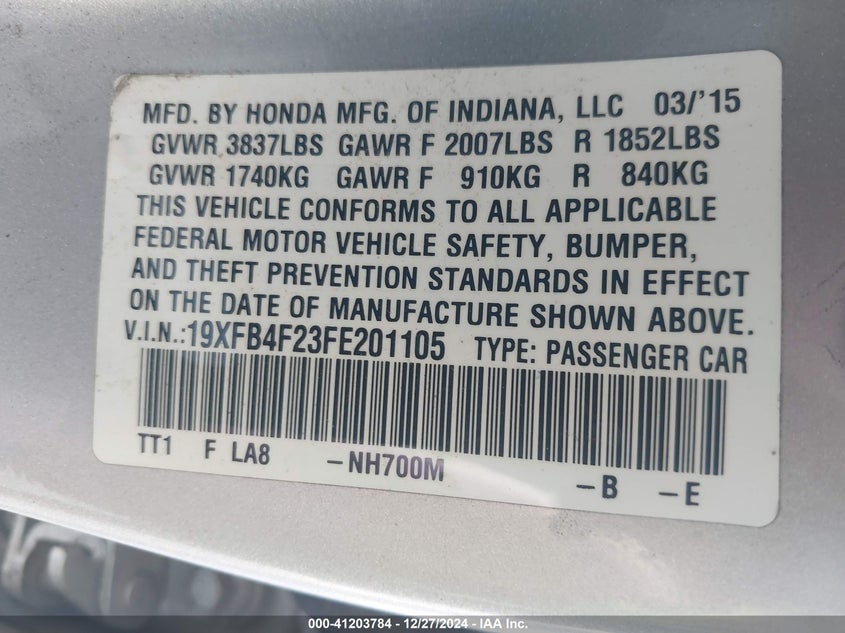 MFD. BY HONDA MFG. OF INDIANA, LLC 03/'15
GVWR 3837LBS GAWR F 2007LBS R 1852LBS
GVWR 1740KG GAWR F 910KG R 840KG
THIS VEHICLE CONFORMS TO ALL APPLICABLE
FEDERAL MOTOR VEHICLE SAFETY, BUMPER,
AND THEFT PREVENTION STANDARDS IN EFFECT
ON THE DATE OF MANUFACTURE SHOWN ABOVE.
V.I.N.:19XFB4F23FE201105 TYPE: PASSENGER CAR
TT1 F LA8 -NH700M -B -E
000-41203784 - 12/27/2024 - IAA Inc.